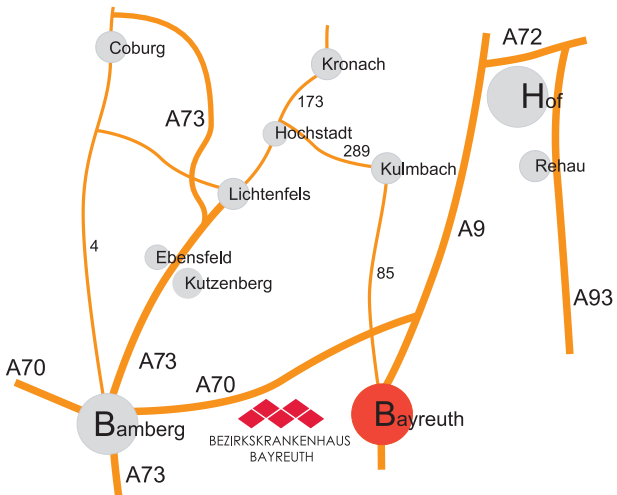 A72
Coburg
Kronach
Hof
173
A73
Hochstadt
289
Kulmbach
Rehau
Lichtenfels
A9
4
Ebensfeld
85
Kutzenberg
A93
A73
A70
A70
Bamberg
Bayreuth
BEZIRKSKRANKENHAUS
BAYREUTH
A73